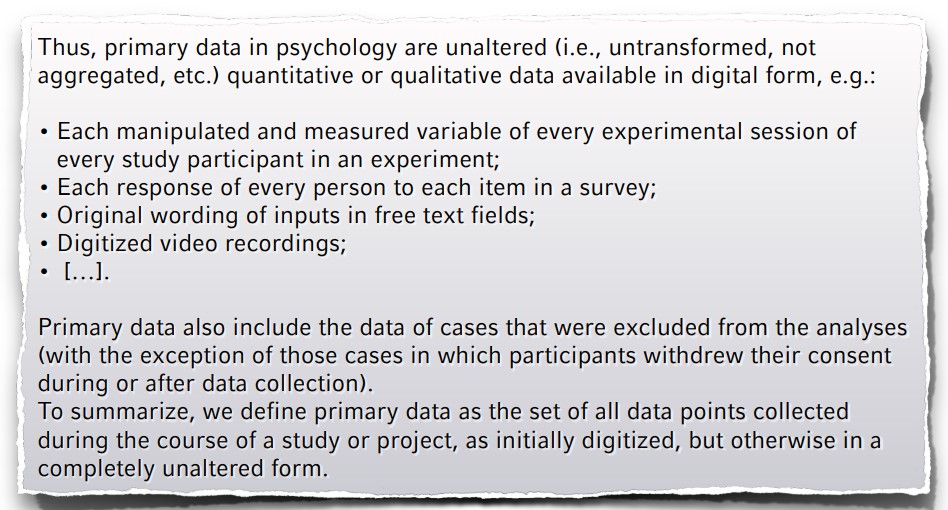 Thus, primary data in psychology are unaltered (i.e., untransformed, not
aggregated, etc.) quantitative or qualitative data available in digital form, e.g.:
• Each manipulated and measured variable of every experimental session of
every study participant in an experiment;
• Each response of every person to each item in a survey;
• Original wording of inputs in free text fields;
• Digitized video recordings;
• […].
Primary data also include the data of cases that were excluded from the analyses
(with the exception of those cases in which participants withdrew their consent
during or after data collection).
To summarize, we define primary data as the set of all data points collected
during the course of a study or project, as initially digitized, but otherwise in a
completely unaltered form.